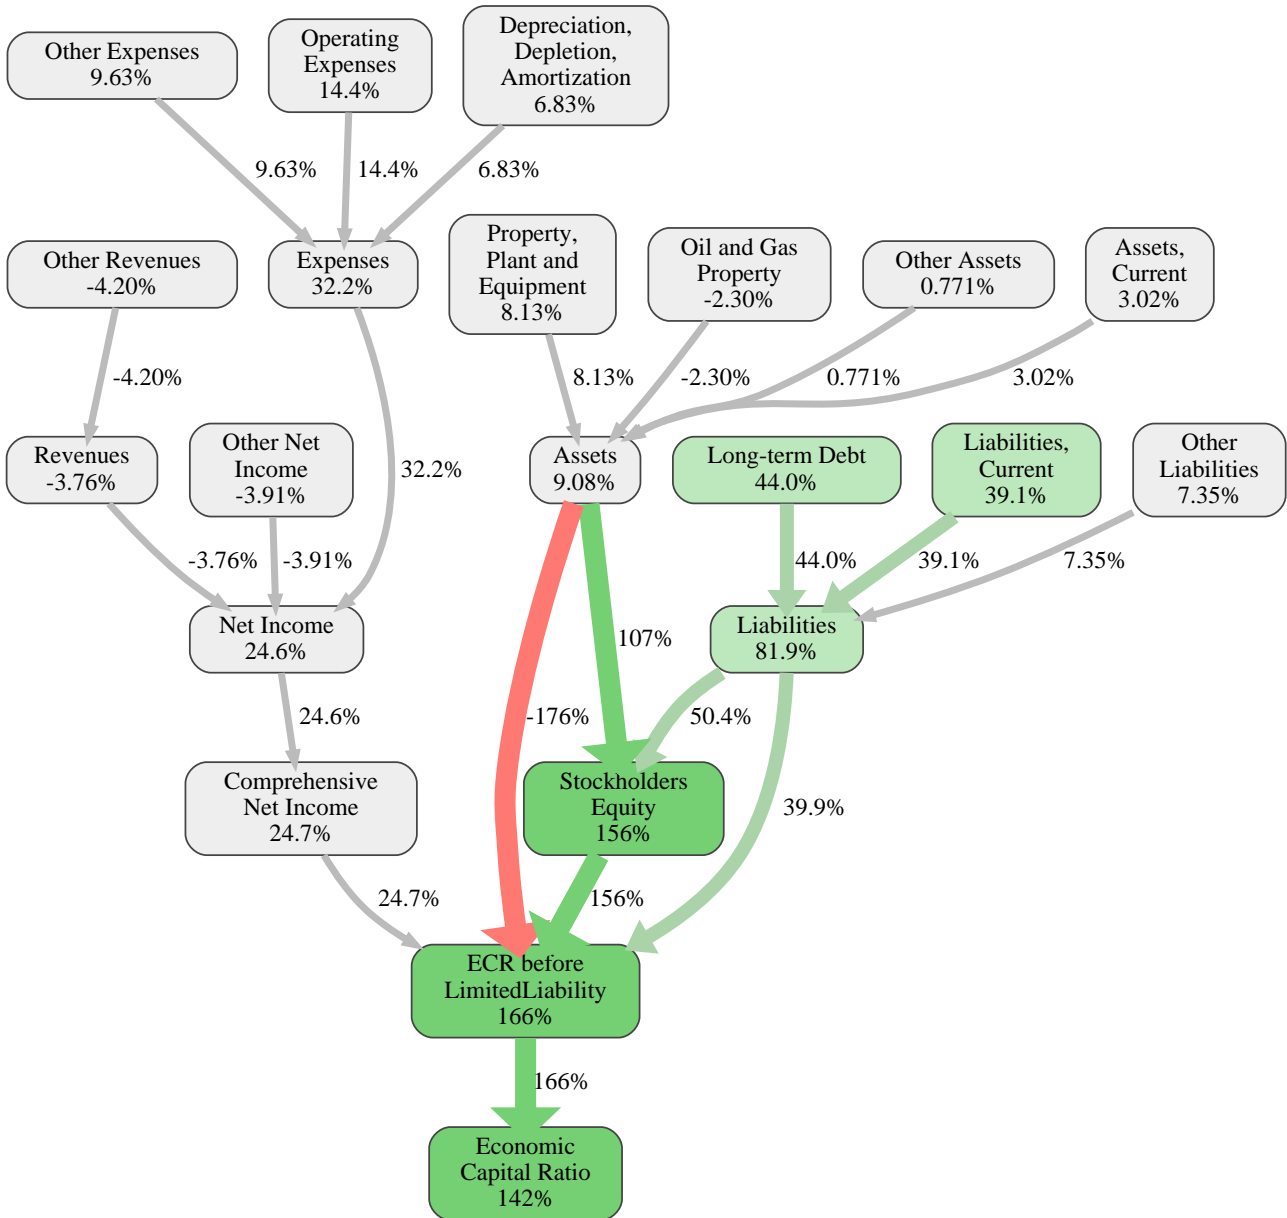 Other Expenses
9.63%
Operating
Expenses
14.4%
Depreciation,
Depletion,
Amortization
6.83%
9.63%
14.4%
6.83%
Other Revenues
-4.20%
Expenses
32.2%
Property,
Plant and
Equipment
8.13%
Oil and Gas
Property
-2.30%
Other Assets
0.771%
Assets,
Current
3.02%
-4.20%
8.13%
-2.30%
0.771%
3.02%
Revenues
-3.76%
Other Net
Income
-3.91%
32.2%
Assets
9.08%
Long-term Debt
44.0%
Liabilities,
Current
39.1%
Other
Liabilities
7.35%
-3.76%
-3.91%
44.0%
39.1%
7.35%
Net Income
24.6%
107%
Liabilities
81.9%
24.6%
-176%
50.4%
Comprehensive
Net Income
24.7%
Stockholders
Equity
156%
39.9%
24.7%
156%
ECR before
LimitedLiability
166%
166%
Economic
Capital Ratio
142%